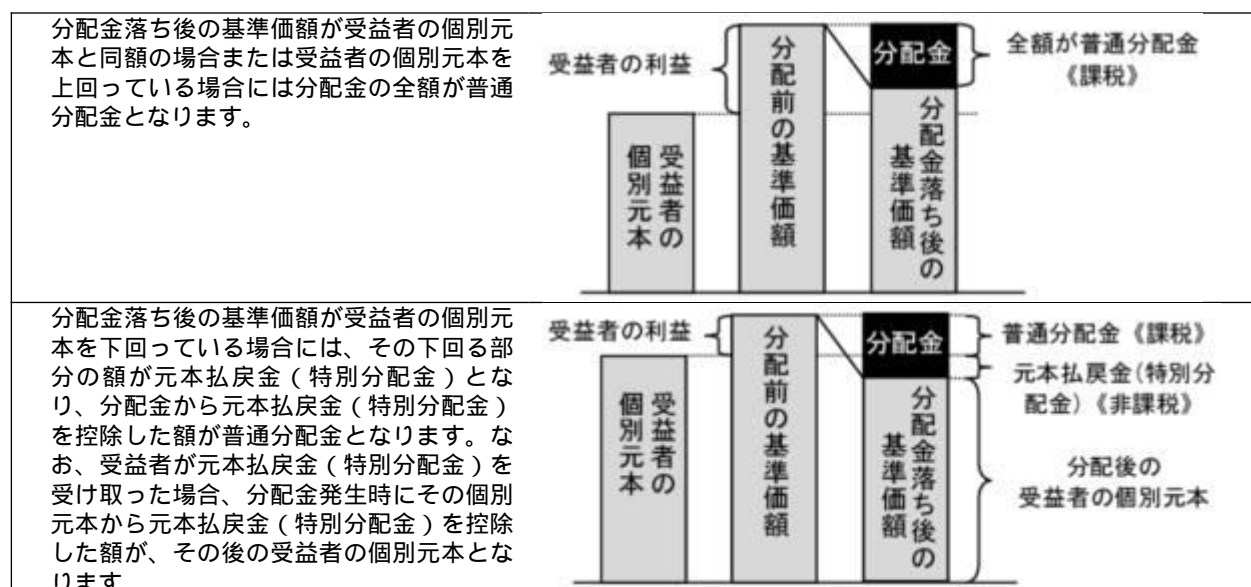 分配金落ち後の基準価額が受益者の個別元
本と同額の場合または受益者の個別元本を
上回っている場合には分配金の全額が普通
分配金となります。
受益者の利益
受益者の
個別元本
分配前の基準価額
分配金
分配金落ち後の
基準価額
全額が普通分配金
《課税》
分配金落ち後の基準価額が受益者の個別元
本を下回っている場合には、その下回る部
分の額が元本払戻金(特別分配金)とな
り、分配金から元本払戻金(特別分配金)
を控除した額が普通分配金となります。な
お、受益者が元本払戻金(特別分配金)を
受け取った場合、分配金発生時にその個別
元本から元本払戻金(特別分配金)を控除
した額が、その後の受益者の個別元本とな
ります
受益者の利益
受益者の
個別元本
分配前の基準価額
分配金
分配金落ち後の
基準価額
普通分配金《課税》
元本払戻金(特別分
配金)《非課税》
分配後の
受益者の個別元本